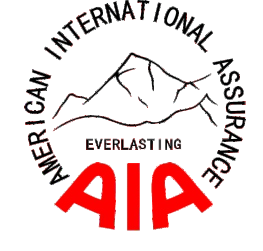 AMERICAN INTERNATIONAL ASSURANCE
EVERLASTING
AIA